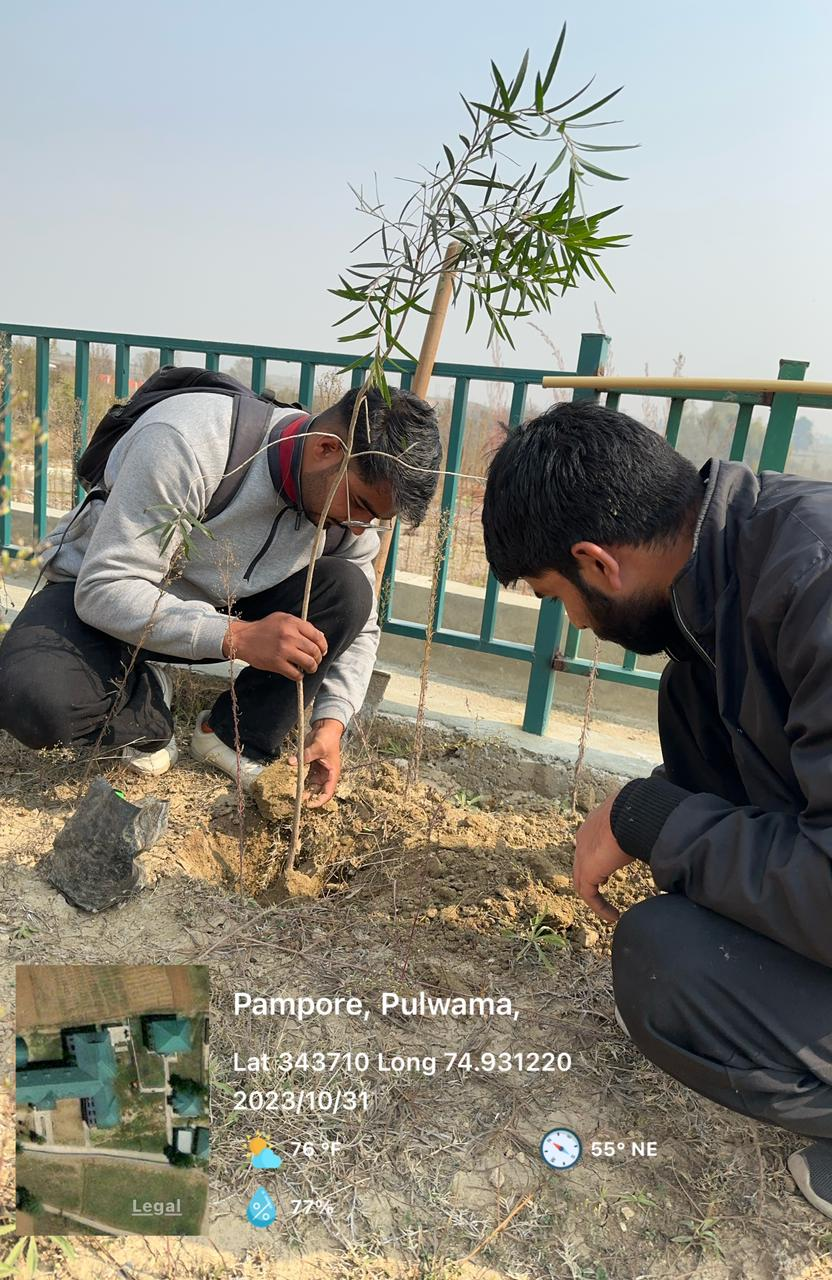 Pampore, Pulwama,
Lat 343710 Long 74.931220
2023/10/31
76 °F
55° NE
77%
Legal